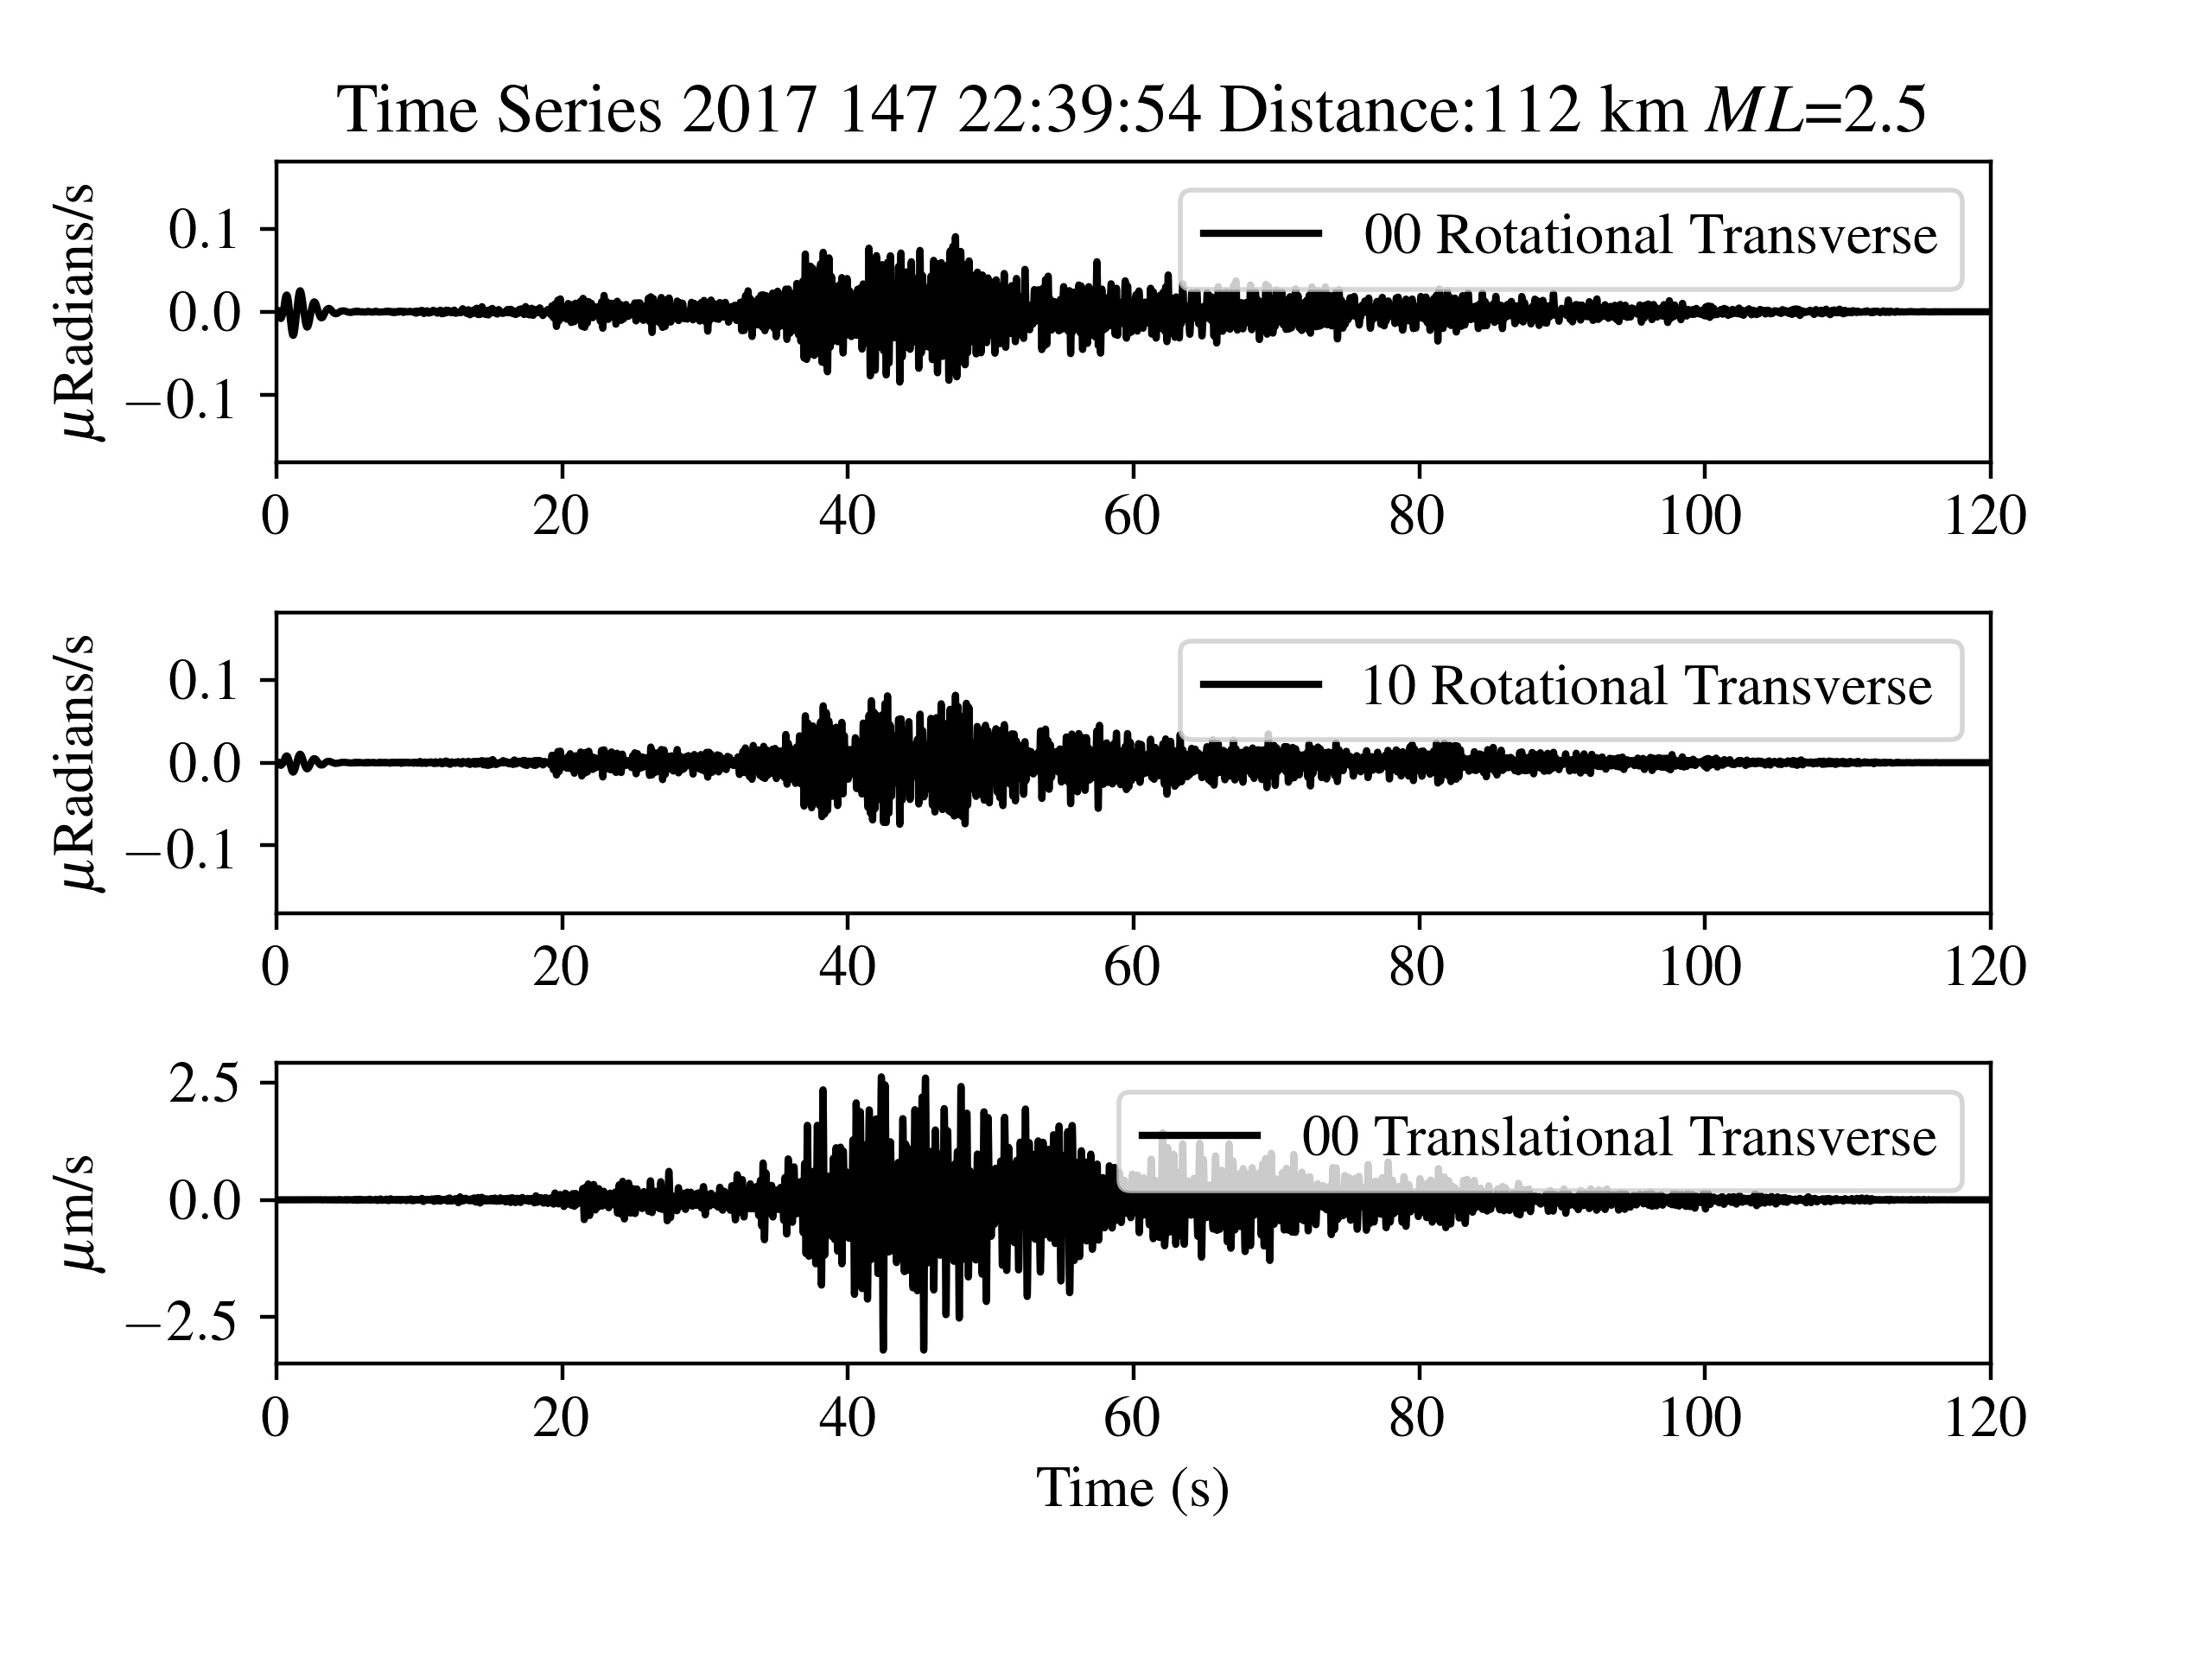 Time Series 2017 147 22:39:54 Distance:112 km ML=2.5
μRadians/s
0.1
0.0
−0.1
00 Rotational Transverse
0 20 40 60 80 100 120
μRadians/s
0.1
0.0
−0.1
10 Rotational Transverse
0 20 40 60 80 100 120
μm/s
2.5
0.0
−2.5
00 Translational Transverse
0 20 40 60 80 100 120
Time (s)